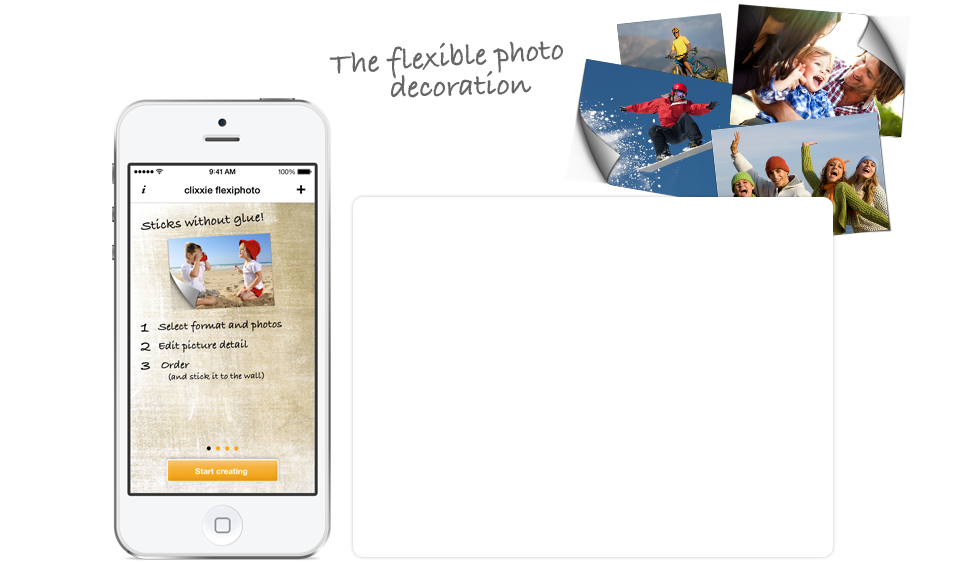 The flexible photo
decoration
9:41 AM 100%
i clixxie flexiphoto +
Sticks without glue!
1 Select format and photos
2 Edit picture detail
3 Order
(and stick it to the wall)
Start creating